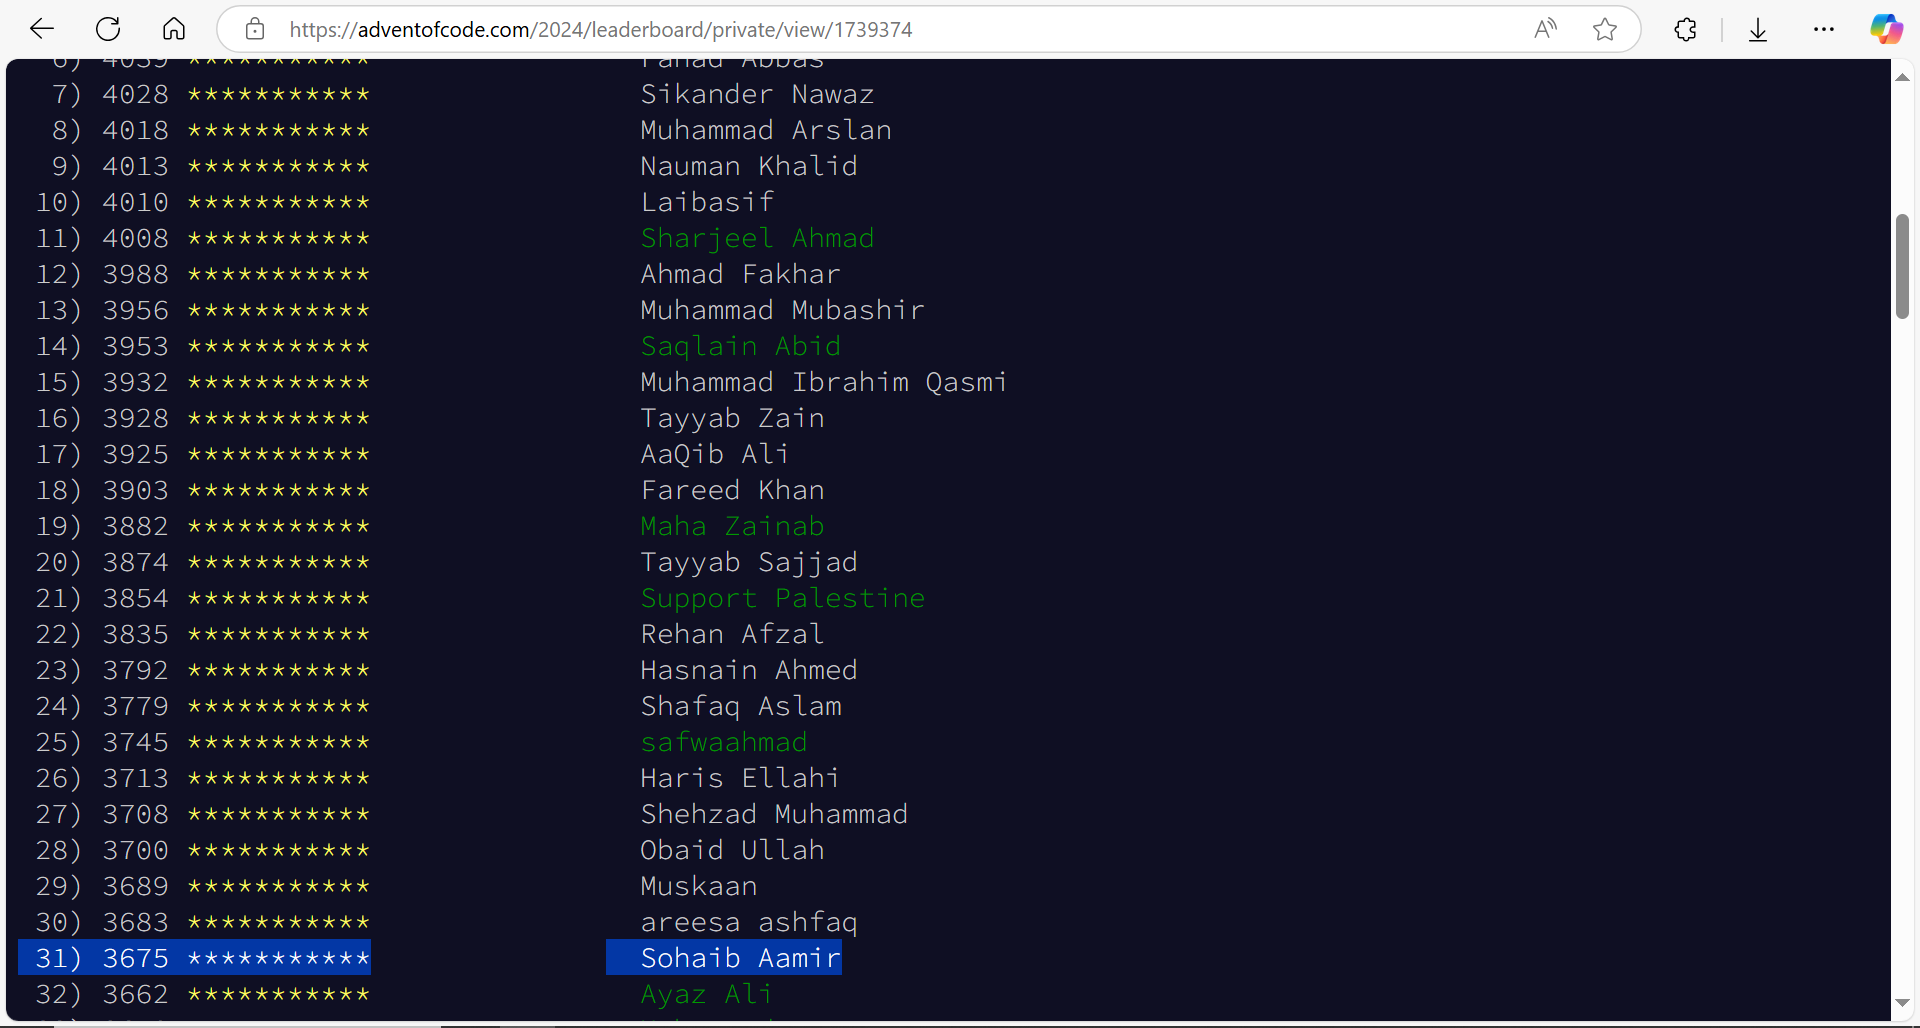 https://adventofcode.com/2024/leaderboard/private/view/1739374
6) 4039 *********** Fahad Abbas
7) 4028 *********** Sikander Nawaz
8) 4018 *********** Muhammad Arslan
9) 4013 *********** Nauman Khalid
10) 4010 *********** Laibasif
11) 4008 *********** Sharjeel Ahmad
12) 3988 *********** Ahmad Fakhar
13) 3956 *********** Muhammad Mubashir
14) 3953 *********** Saqlain Abid
15) 3932 *********** Muhammad Ibrahim Qasmi
16) 3928 *********** Tayyab Zain
17) 3925 *********** AaQib Ali
18) 3903 *********** Fareed Khan
19) 3882 *********** Maha Zainab
20) 3874 *********** Tayyab Sajjad
21) 3854 *********** Support Palestine
22) 3835 *********** Rehan Afzal
23) 3792 *********** Hasnain Ahmed
24) 3779 *********** Shafaq Aslam
25) 3745 *********** safwaahmad
26) 3713 *********** Haris Ellahi
27) 3708 *********** Shehzad Muhammad
28) 3700 *********** Obaid Ullah
29) 3689 *********** Muskaan
30) 3683 *********** areesa ashfaq
31) 3675 *********** Sohaib Aamir
32) 3662 *********** Ayaz Ali